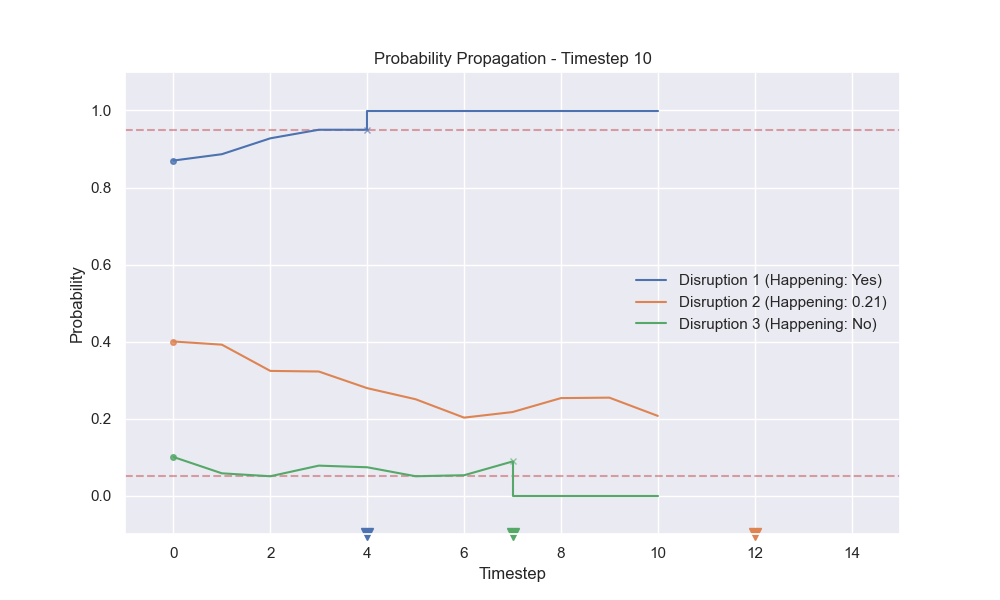 Probability Propagation - Timestep 10
1.0
0.8
0.6
0.4
0.2
0.0
Probability
Disruption 1 (Happening: Yes)
Disruption 2 (Happening: 0.21)
Disruption 3 (Happening: No)
0 2 4 6 8 10 12 14
Timestep